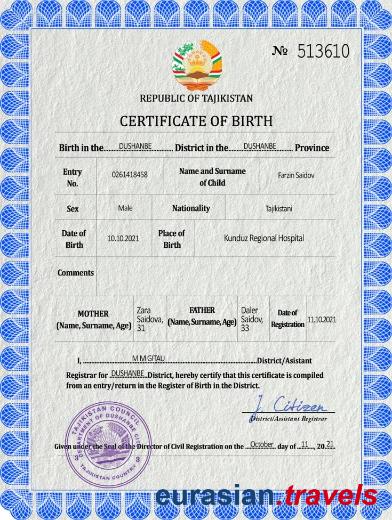 № 513610
REPUBLIC OF TAJIKISTAN
CERTIFICATE OF BIRTH
Birth in the DUSHANBE District in the DUSHANBE Province
Entry No. 0261418458 Name and Surname of Child Farzin Saidov
Sex Male Nationality Tajikistani
Date of Birth 10.10.2021 Place of Birth Kunduz Regional Hospital
Comments
MOTHER (Name, Surname, Age) Zara Saidova, 31 FATHER (Name, Surname, Age) Daler Saidov, 33 Date of Registration 11.10.2021
I, M M GITALI District/Asistant
Registrar for DUSHANBE District, hereby certify that this certificate is compiled
from an entry/return in the Register of Birth in the District.
J. Citizen
District/Assistant Registrar
Given under the Seal of the Director of Civil Registration on the October day of 11, 2021
TAJIKISTAN COUNCIL
DEPARTMENT OF DUSHANBE
TAJIKISTAN COUNTRY
eurasian.travels